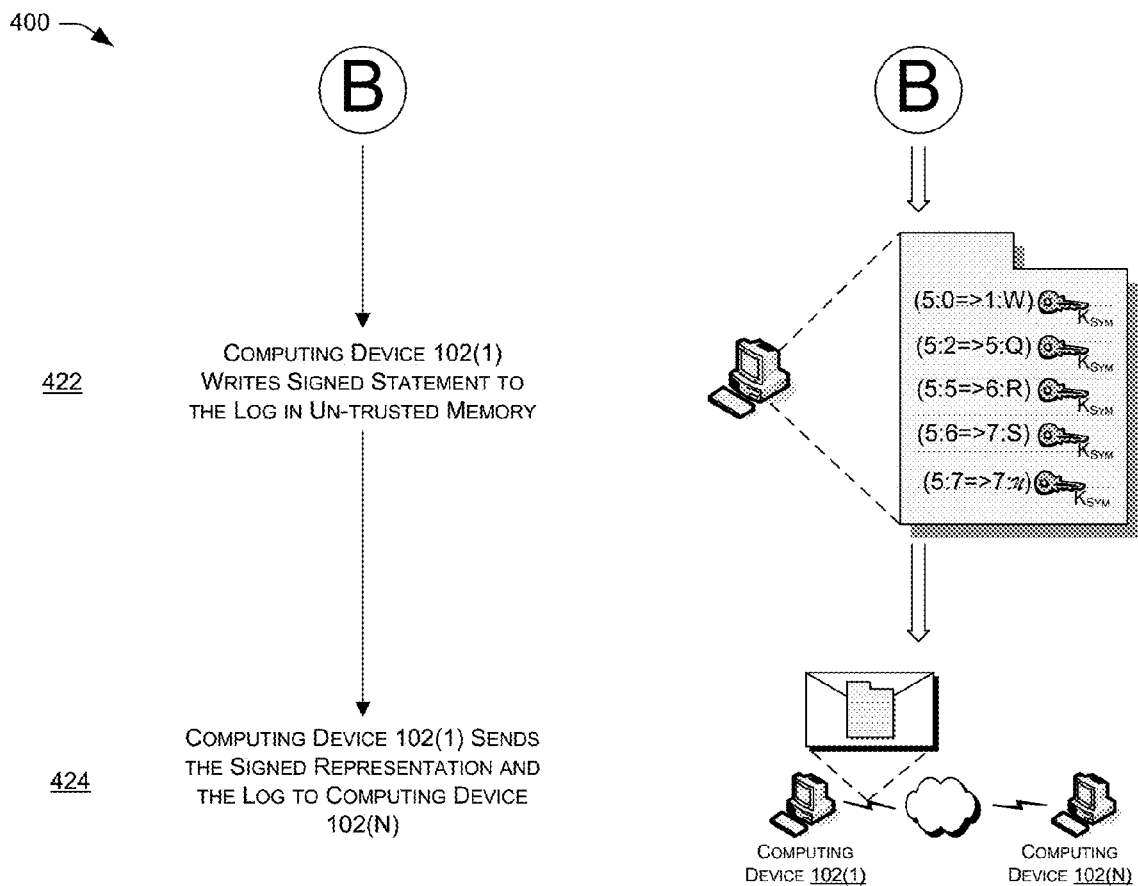 400
B
B
422
COMPUTING DEVICE 102(1)
WRITES SIGNED STATEMENT TO
THE LOG IN UN-TRUSTED MEMORY
(5:0=>1:W) KSYM
(5:2=>5:Q) KSYM
(5:5=>6:R) KSYM
(5:6=>7:S) KSYM
(5:7=>7:𝓃) KSYM
424
COMPUTING DEVICE 102(1) SENDS
THE SIGNED REPRESENTATION AND
THE LOG TO COMPUTING DEVICE
102(N)
COMPUTING
DEVICE 102(1)
COMPUTING
DEVICE 102(N)